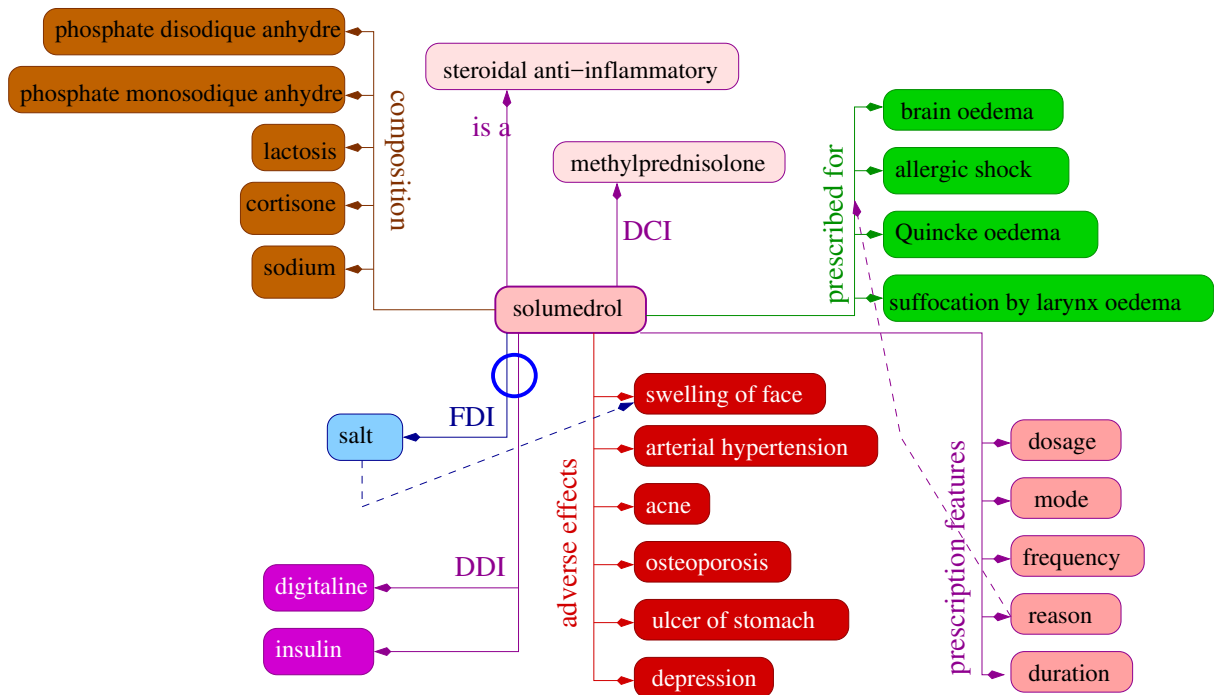 phosphate disodique anhydre
phosphate monosodique anhydre
lactosis
cortisone
sodium
composition
steroidal anti−inflammatory
is a
methylprednisolone
DCI
solumedrol
prescribed for
brain oedema
allergic shock
Quincke oedema
suffocation by larynx oedema
FDI
salt
DDI
digitaline
insulin
adverse effects
swelling of face
arterial hypertension
acne
osteoporosis
ulcer of stomach
depression
prescription features
dosage
mode
frequency
reason
duration